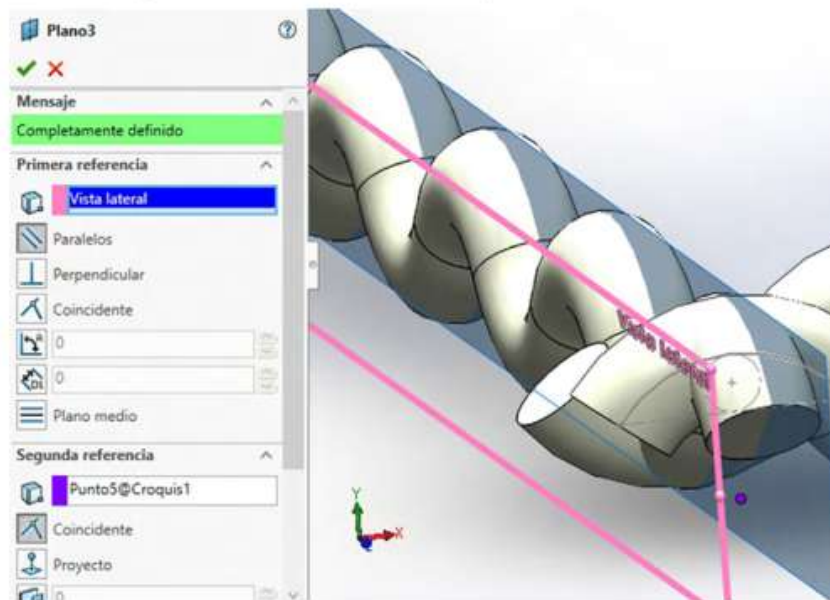 Plano3
Mensaje
Completamente definido
Primera referencia
Vista lateral
Paralelos
Perpendicular
Coincidente
0
0
Plano medio
Segunda referencia
Punto5@Croquis1
Coincidente
Proyecto
0
Vista lateral
Y
X